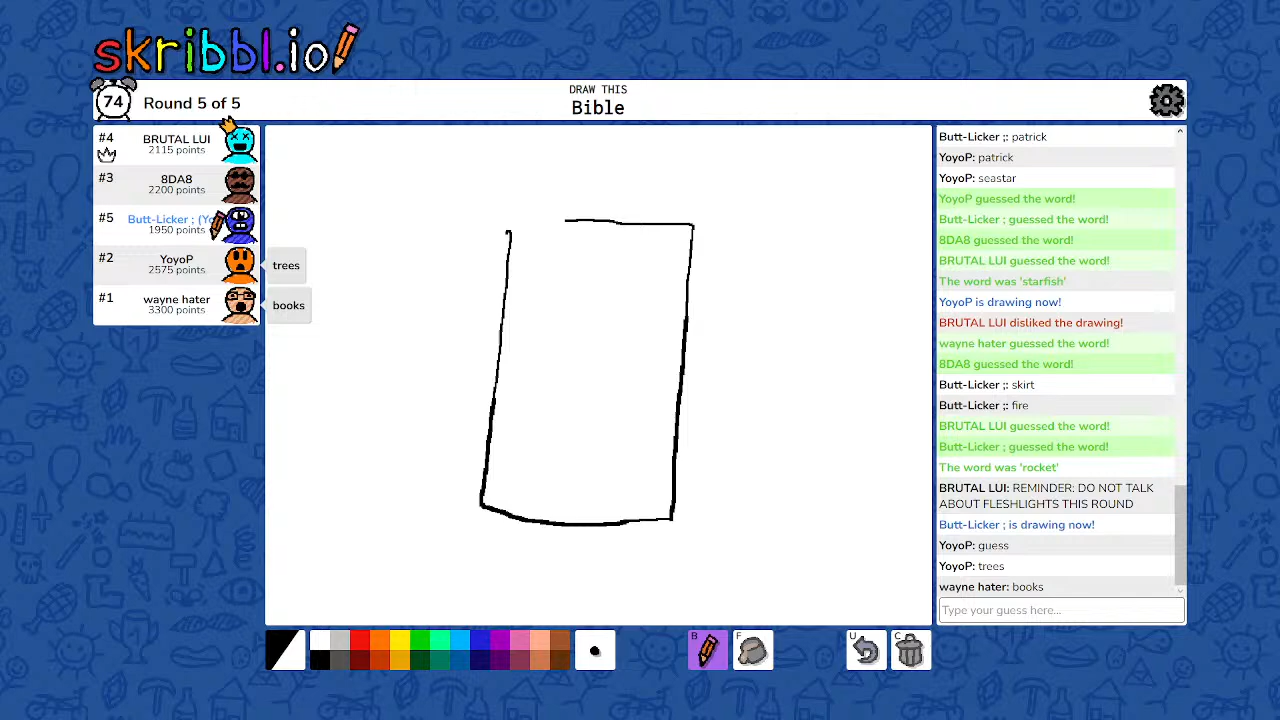 skribbl.io
74
Round 5 of 5
DRAW THIS
Bible
#4
BRUTAL LUI
2115 points
#3
8DA8
2200 points
#5
Butt-Licker ; (Yo
1950 points
#2
YoyoP
2575 points
trees
#1
wayne hater
3300 points
books
Butt-Licker ;: patrick
YoyoP: patrick
YoyoP: seastar
YoyoP guessed the word!
Butt-Licker ; guessed the word!
8DA8 guessed the word!
BRUTAL LUI guessed the word!
The word was 'starfish'
YoyoP is drawing now!
BRUTAL LUI disliked the drawing!
wayne hater guessed the word!
8DA8 guessed the word!
Butt-Licker ;: skirt
Butt-Licker ;: fire
BRUTAL LUI guessed the word!
Butt-Licker ; guessed the word!
The word was 'rocket'
BRUTAL LUI: REMINDER: DO NOT TALK
ABOUT FLESHLIGHTS THIS ROUND
Butt-Licker ; is drawing now!
YoyoP: guess
YoyoP: trees
wayne hater: books
Type your guess here...
B
F
U
C